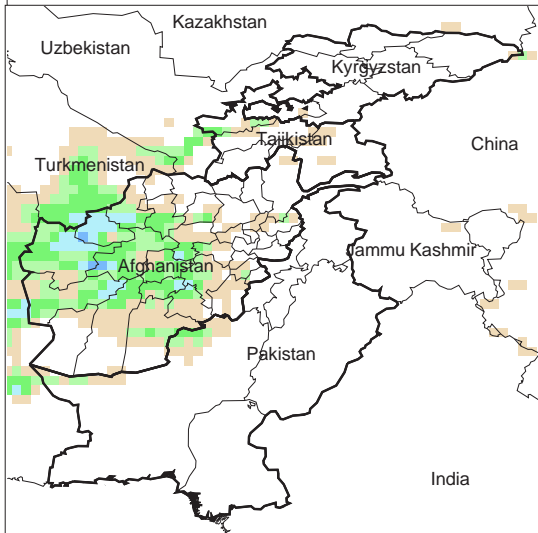 Kazakhstan
Uzbekistan
Kyrgyzstan
Tajikistan
China
Turkmenistan
Jammu Kashmir
Afghanistan
Pakistan
India